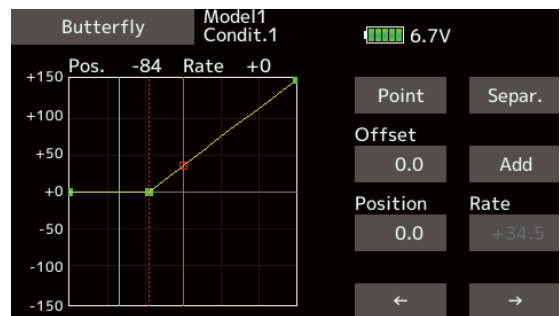 Butterfly
Model1
Condit.1
6.7V
Pos. -84 Rate +0
+150
+100
+50
+0
-50
-100
-150
Point Separ.
Offset
0.0 Add
Position Rate
0.0 +34.5
← →